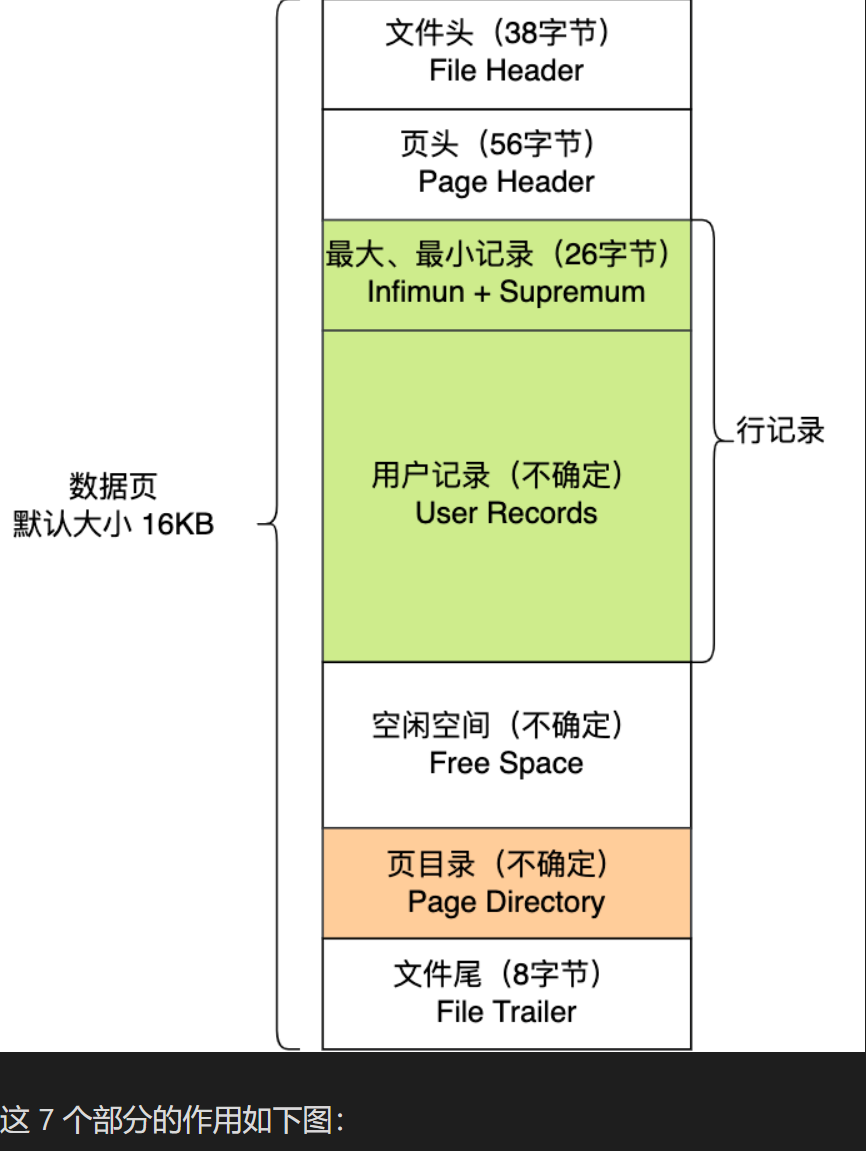 文件头（38字节）
File Header
页头（56字节）
Page Header
最大、最小记录（26字节）
Infimun + Supremum
行记录
用户记录（不确定）
User Records
数据页
默认大小 16KB
空闲空间（不确定）
Free Space
页目录（不确定）
Page Directory
文件尾（8字节）
File Trailer
这 7 个部分的作用如下图：